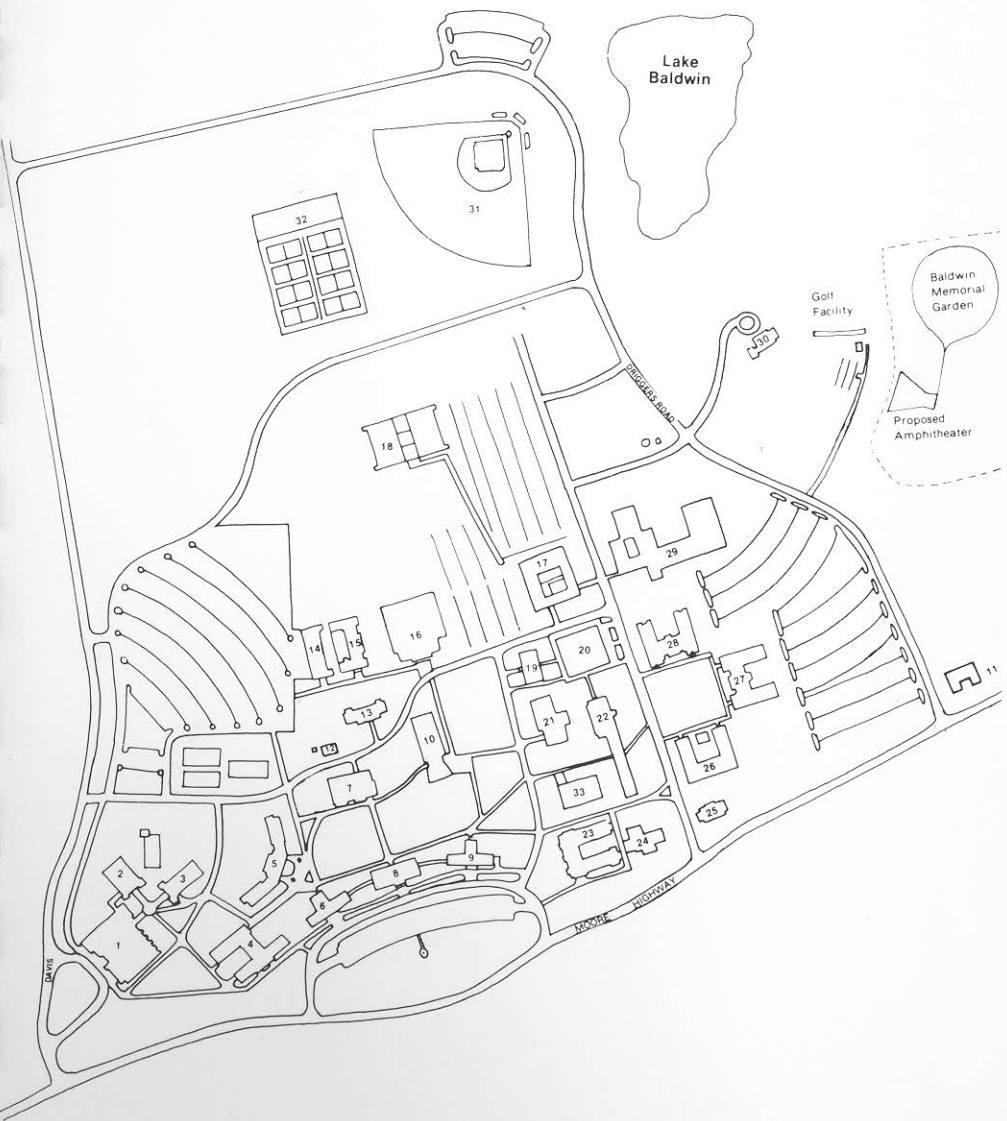 Lake
Baldwin
31
32
Baldwin
Memorial
Garden
Golf
Facility
30
DRIGGERS ROAD
Proposed
Amphitheater
18
29
17
16
15
14
28
20
19
27
11
13
21
22
10
12
26
7
33
25
23
24
9
5
8
2
3
6
4
1
MOORE HIGHWAY
DAVIS